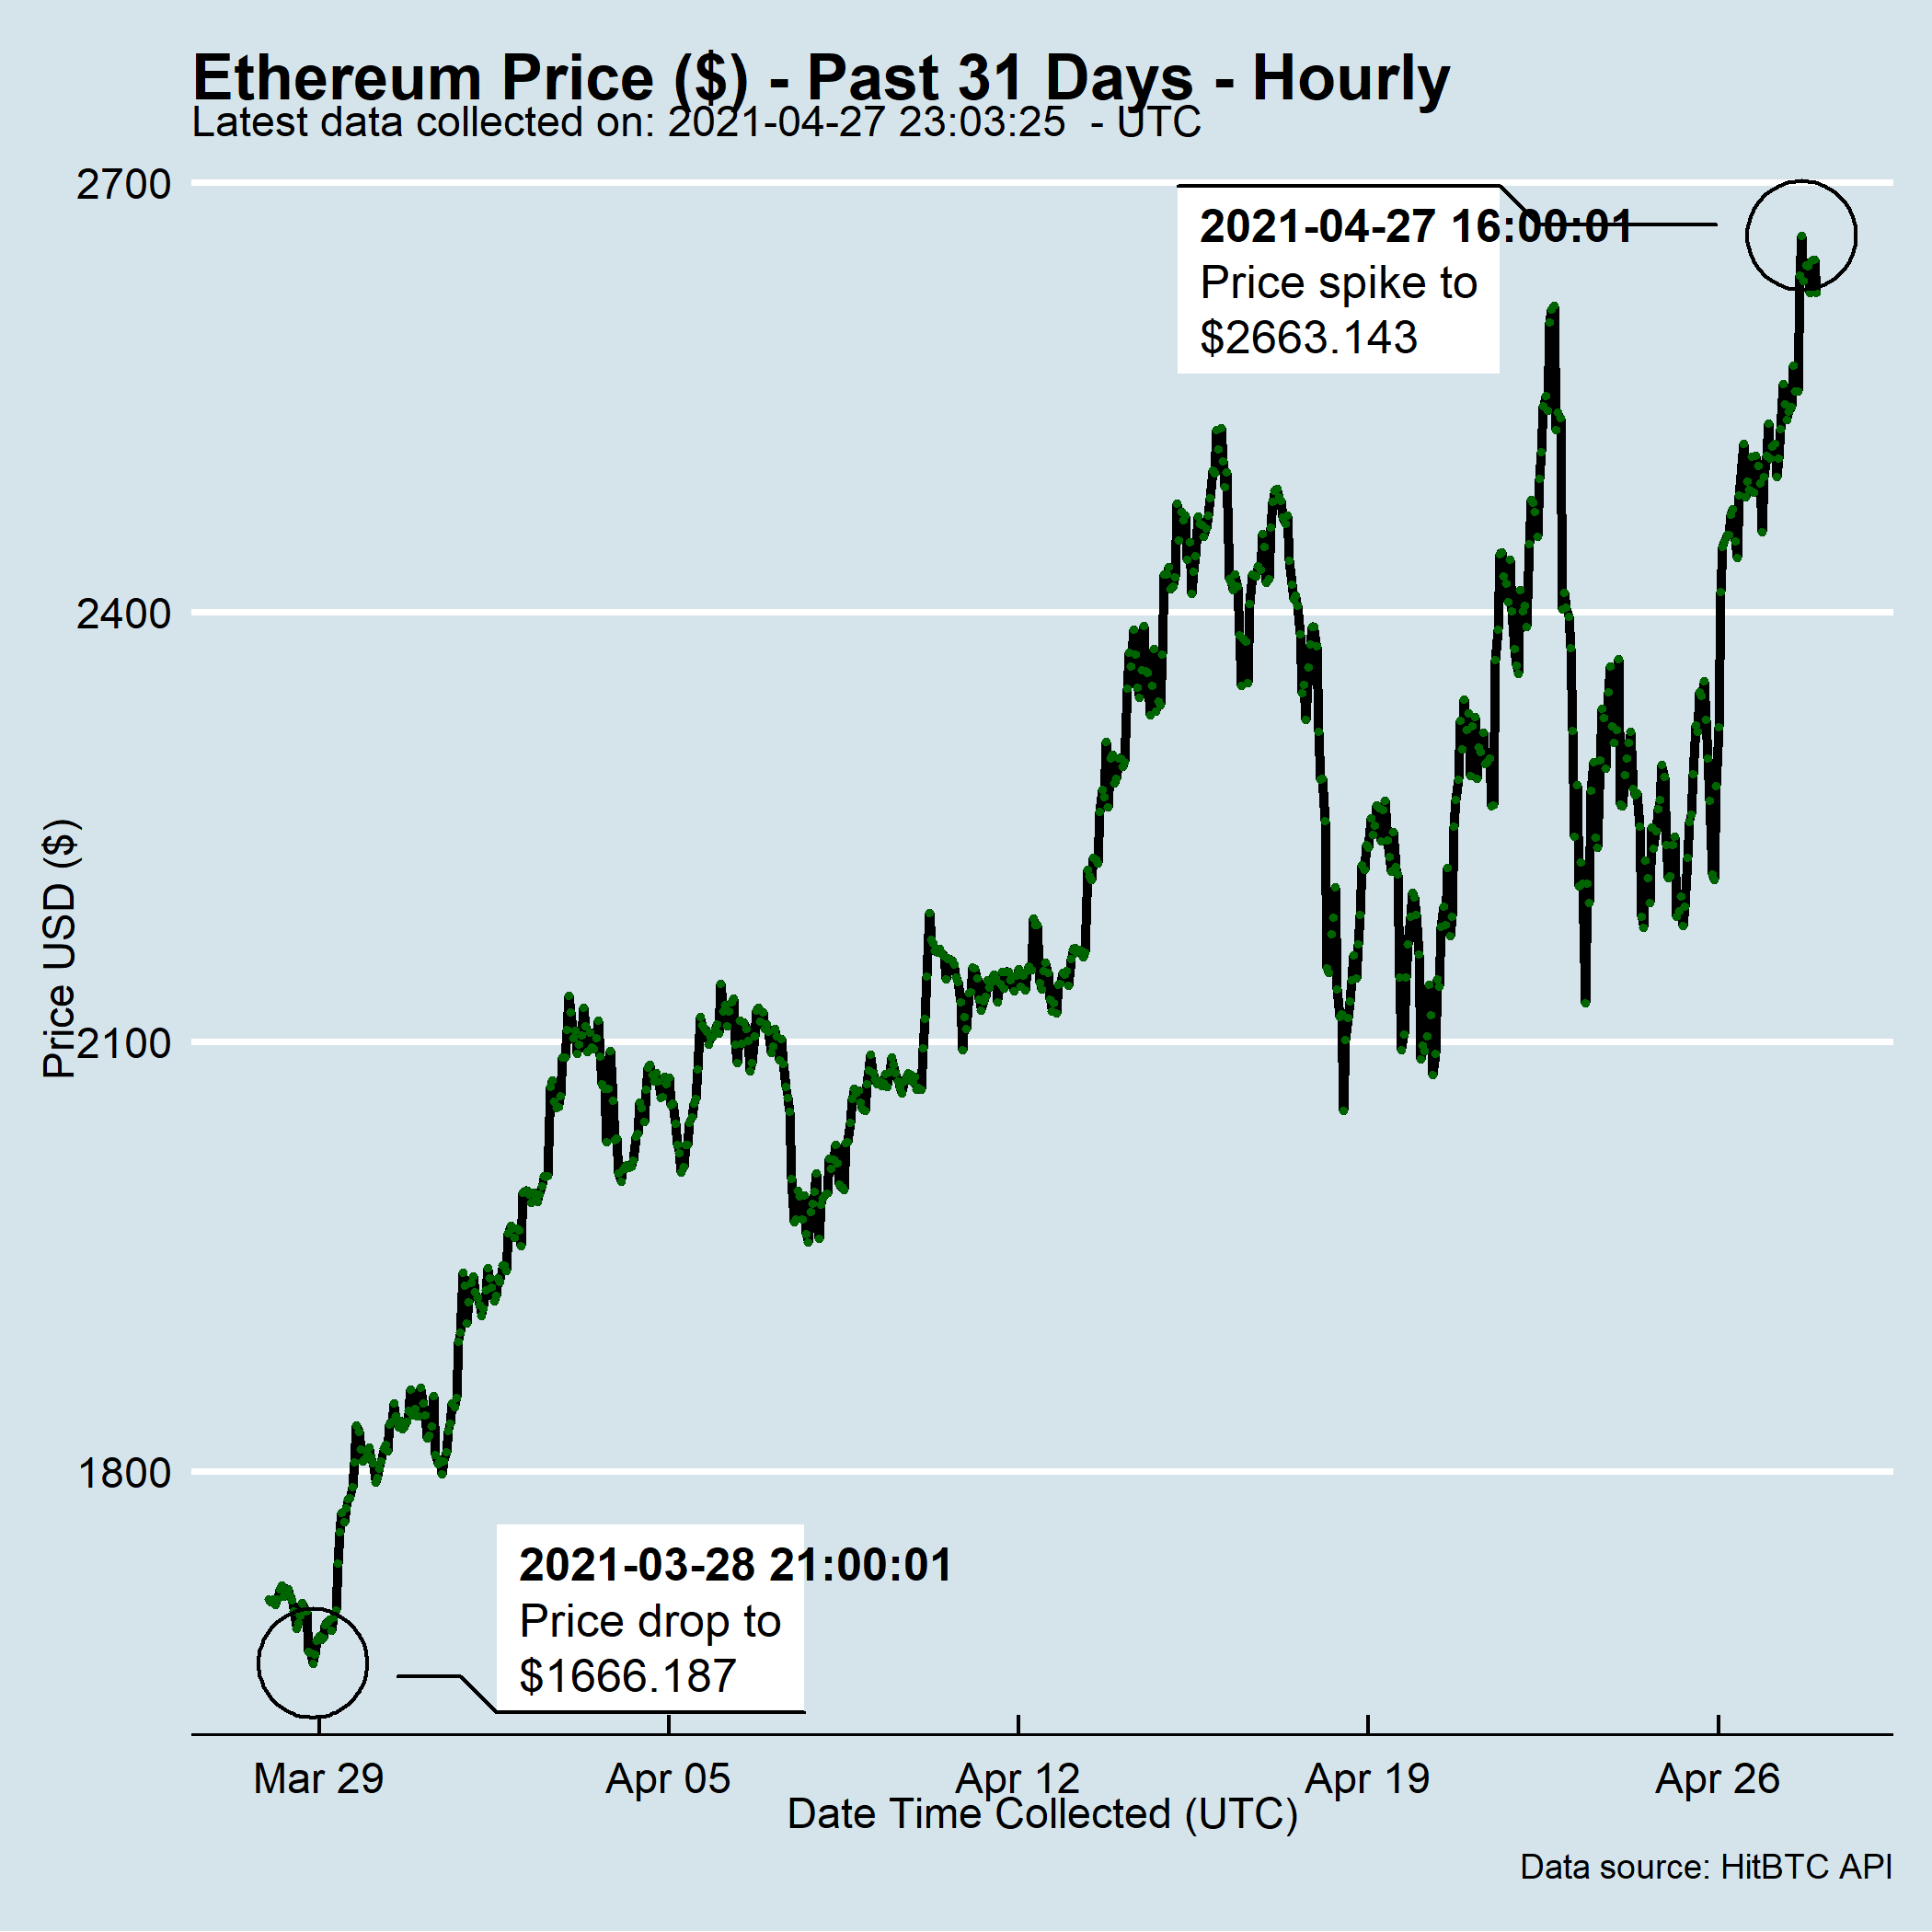 Ethereum Price ($) - Past 31 Days - Hourly
Latest data collected on: 2021-04-27 23:03:25  - UTC
2700
2021-04-27 16:00:01
Price spike to
$2663.143
2400
Price USD ($)
2100
1800
2021-03-28 21:00:01
Price drop to
$1666.187
Mar 29
Apr 05
Apr 12
Apr 19
Apr 26
Date Time Collected (UTC)
Data source: HitBTC API